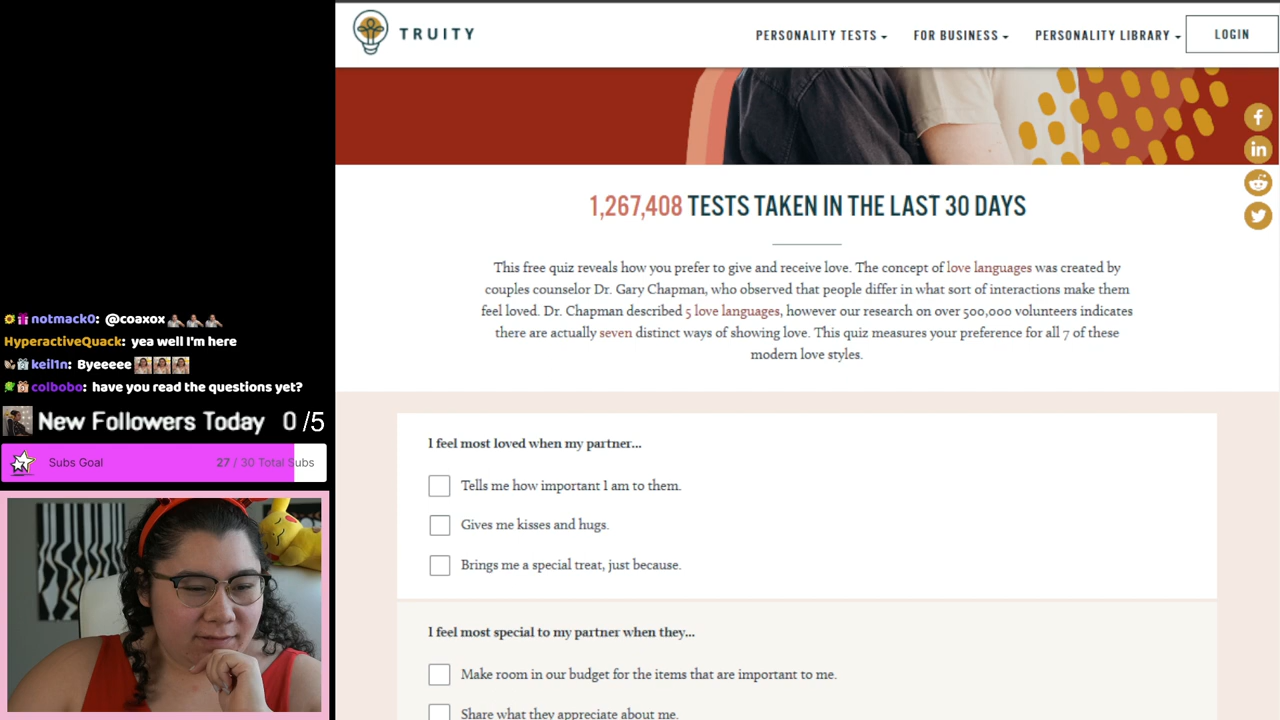 TRUITY
PERSONALITY TESTS
FOR BUSINESS
PERSONALITY LIBRARY
LOGIN
1,267,408 TESTS TAKEN IN THE LAST 30 DAYS
This free quiz reveals how you prefer to give and receive love. The concept of love languages was created by
couples counselor Dr. Gary Chapman, who observed that people differ in what sort of interactions make them
feel loved. Dr. Chapman described 5 love languages, however our research on over 500,000 volunteers indicates
there are actually seven distinct ways of showing love. This quiz measures your preference for all 7 of these
modern love styles.
I feel most loved when my partner...
Tells me how important I am to them.
Gives me kisses and hugs.
Brings me a special treat, just because.
I feel most special to my partner when they...
Make room in our budget for the items that are important to me.
Share what they appreciate about me.
notmack0: @coaxox
HyperactiveQuack: yea well I'm here
keil1n: Byeeeee
colbobo: have you read the questions yet?
New Followers Today 0 /5
Subs Goal 27 / 30 Total Subs